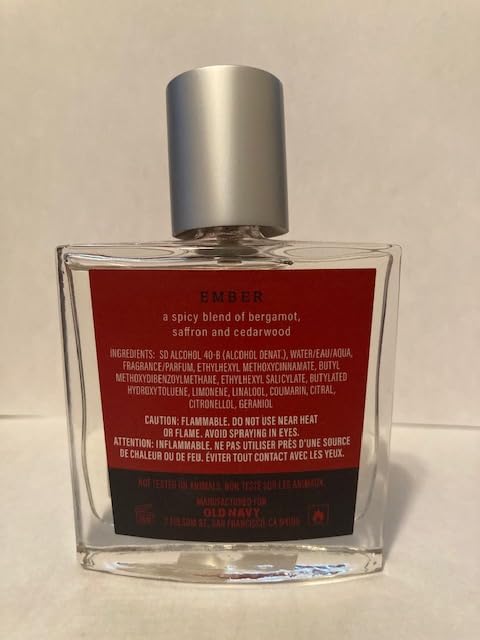 EMBER
a spicy blend of bergamot,
saffron and cedarwood
INGREDIENTS: SD ALCOHOL 40-B (ALCOHOL DENAT.), WATER/EAU/AQUA,
FRAGRANCE/PARFUM, ETHYLHEXYL METHOXYCINNAMATE, BUTYL
METHOXYDIBENZOYLMETHANE, ETHYLHEXYL SALICYLATE, BUTYLATED
HYDROXYTOLUENE, LIMONENE, LINALOOL, COUMARIN, CITRAL,
CITRONELLOL, GERANIOL
CAUTION: FLAMMABLE. DO NOT USE NEAR HEAT
OR FLAME. AVOID SPRAYING IN EYES.
ATTENTION: INFLAMMABLE. NE PAS UTILISER PRÈS D'UNE SOURCE
DE CHALEUR OU DE FEU. ÉVITER TOUT CONTACT AVEC LES YEUX.
NOT TESTED ON ANIMALS. NON TESTÉ SUR LES ANIMAUX.
MANUFACTURED FOR
OLD NAVY
2 FOLSOM ST., SAN FRANCISCO, CA 94105